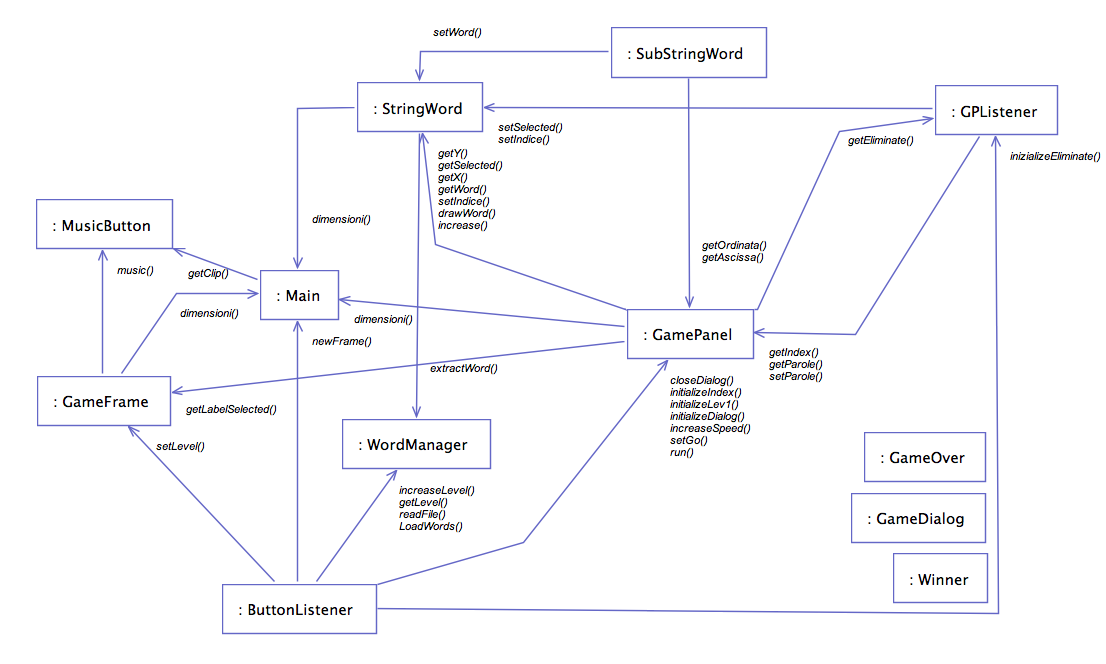 setWord()
: SubStringWord
: StringWord
: GPListener
setSelected()
setIndice()
getEliminate()
getY()
getSelected()
getX()
getWord()
setIndice()
drawWord()
increase()
inizializeEliminate()
: MusicButton
dimensioni()
getOrdinata()
getAscissa()
music()
getClip()
: Main
dimensioni()
dimensioni()
newFrame()
: GamePanel
getIndex()
getParole()
setParole()
extractWord()
: GameFrame
getLabelSelected()
closeDialog()
initializeIndex()
initializeLev1()
initializeDialog()
increaseSpeed()
setGo()
run()
setLevel()
: WordManager
: GameOver
increaseLevel()
getLevel()
readFile()
LoadWords()
: GameDialog
: Winner
: ButtonListener